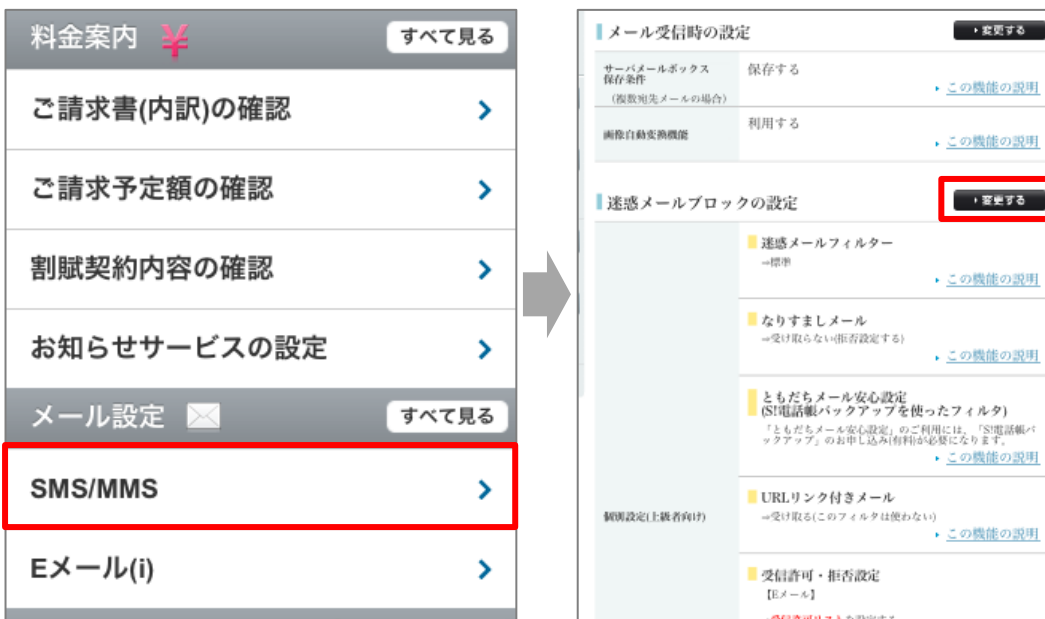 料金案内
すべて見る
ご請求書(内訳)の確認
ご請求予定額の確認
割賦契約内容の確認
お知らせサービスの設定
メール設定
すべて見る
SMS/MMS
Eメール(i)
メール受信時の設定
変更する
サーバメールボックス
保存条件
(複数宛先メールの場合)
保存する
この機能の説明
画像自動変換機能
利用する
この機能の説明
迷惑メールブロックの設定
変更する
個別設定(上級者向け)
迷惑メールフィルター
⇒標準
この機能の説明
なりすましメール
⇒受け取らない(拒否設定する)
この機能の説明
ともだちメール安心設定
(S!電話帳バックアップを使ったフィルタ)
「ともだちメール安心設定」のご利用には、「S!電話帳バ
ックアップ」のお申し込み(有料)が必要になります。
この機能の説明
URLリンク付きメール
⇒受け取る(このフィルタは使わない)
この機能の説明
受信許可・拒否設定
【Eメール】